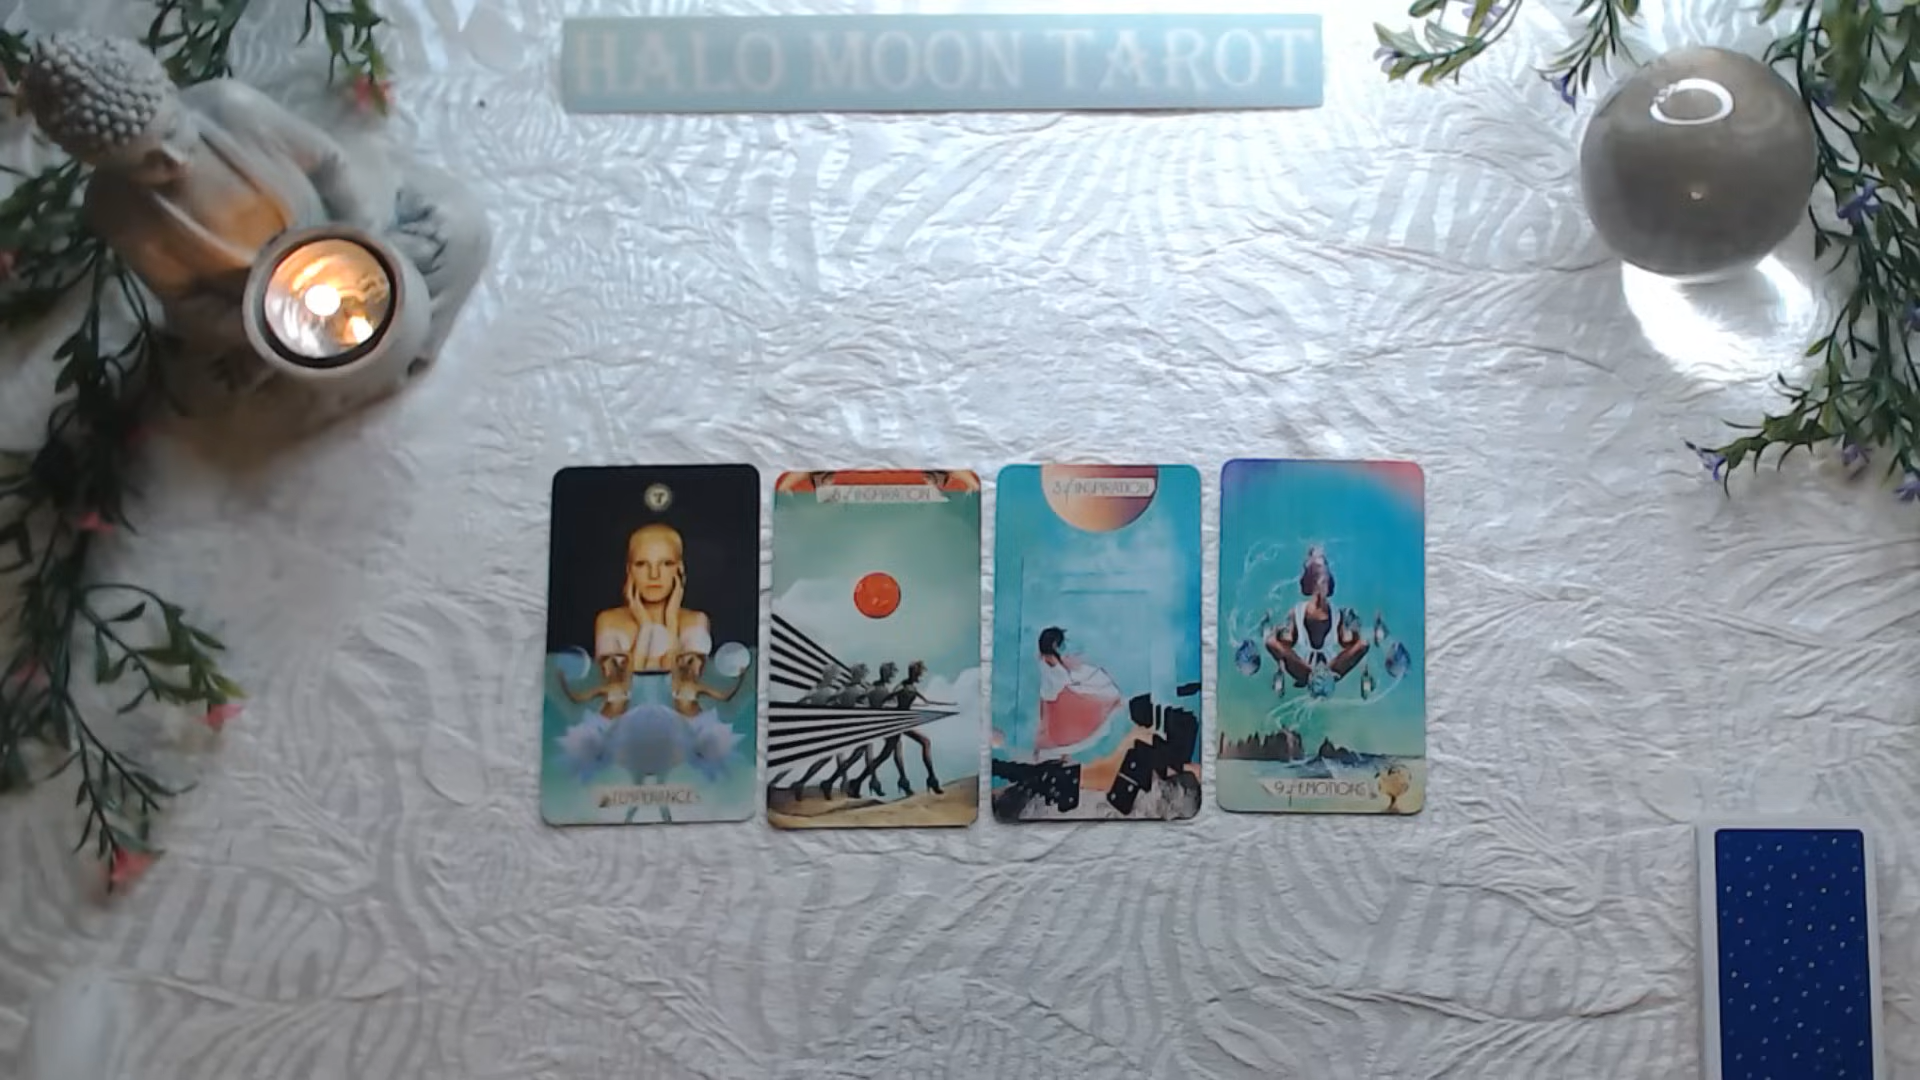 HALO MOON TAROT
8 of INSPIRATION
3 of INSPIRATION
TEMPERANCE
9 of EMOTIONS